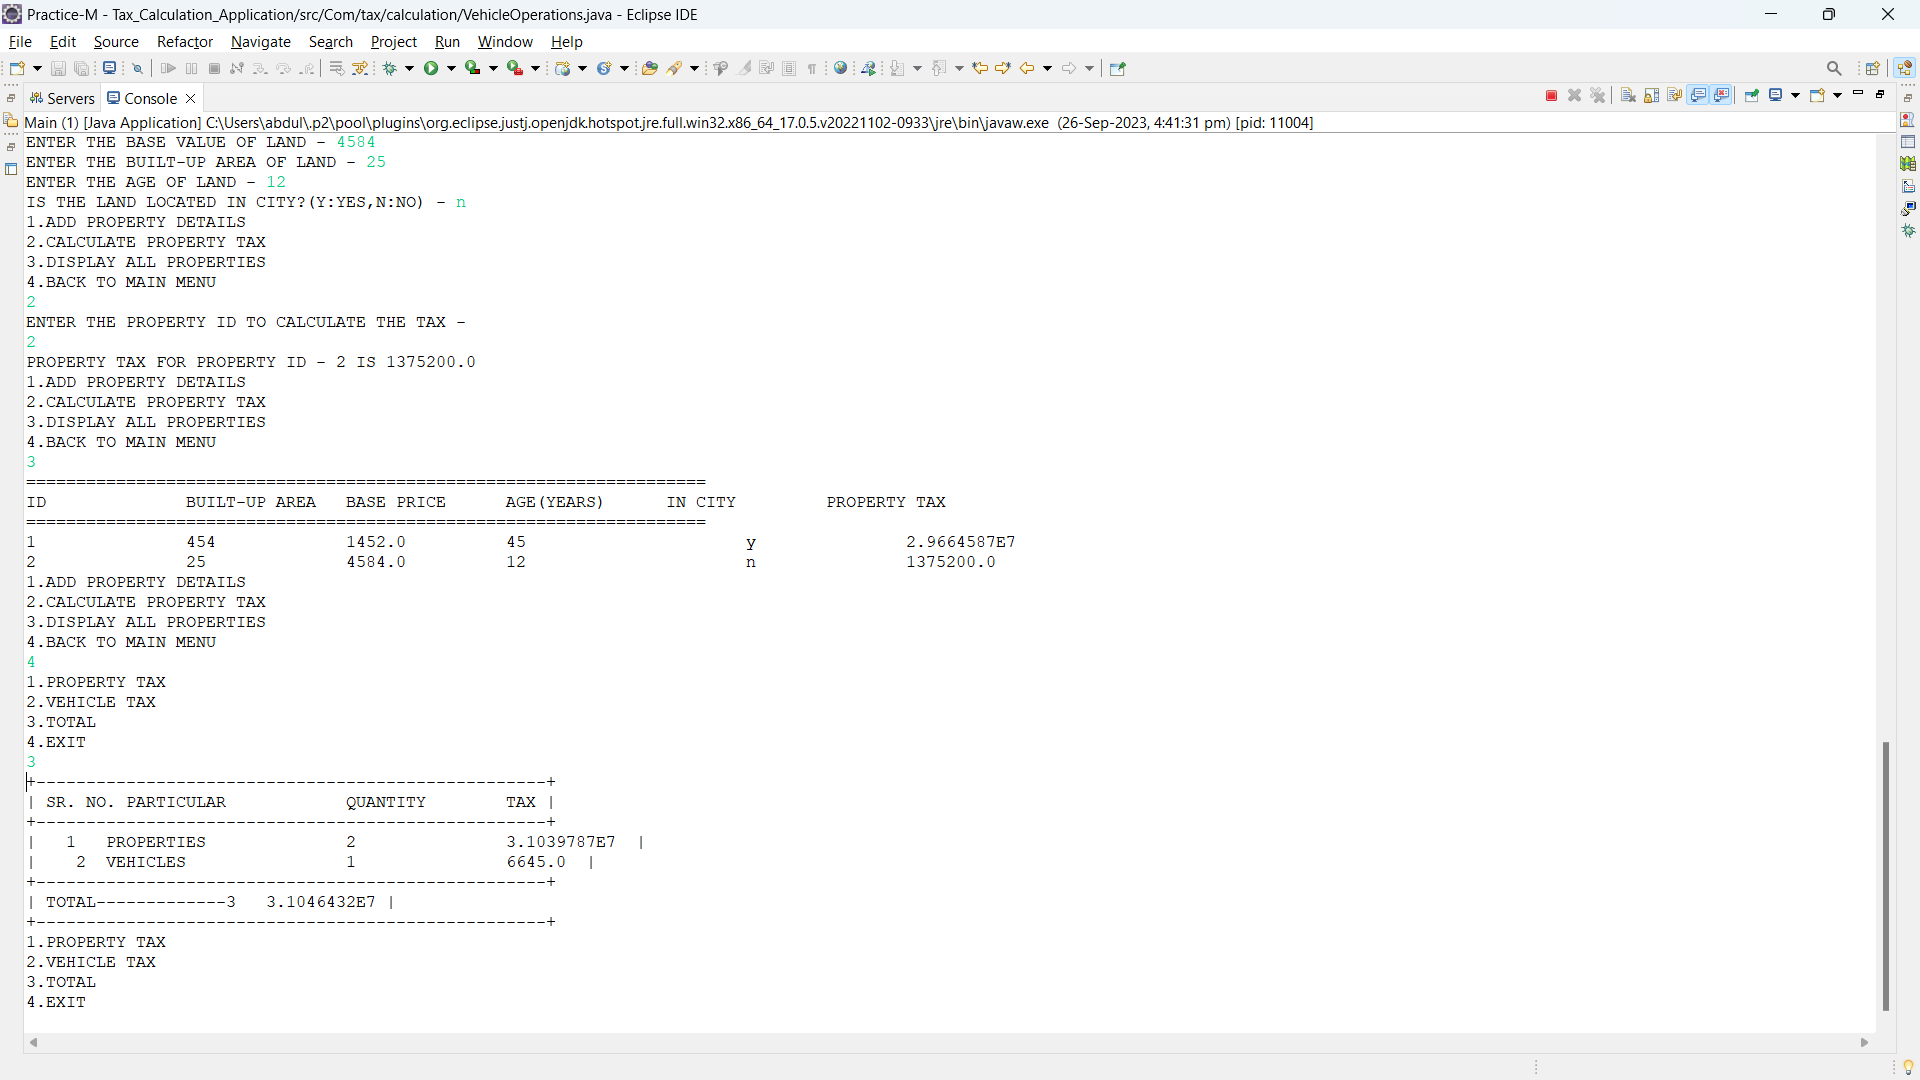 Practice-M - Tax_Calculation_Application/src/Com/tax/calculation/VehicleOperations.java - Eclipse IDE
File Edit Source Refactor Navigate Search Project Run Window Help
Servers Console
Main (1) [Java Application] C:\Users\abdul\.p2\pool\plugins\org.eclipse.justj.openjdk.hotspot.jre.full.win32.x86_64_17.0.5.v20221102-0933\jre\bin\javaw.exe (26-Sep-2023, 4:41:31 pm) [pid: 11004]
ENTER THE BASE VALUE OF LAND - 4584
ENTER THE BUILT-UP AREA OF LAND - 25
ENTER THE AGE OF LAND - 12
IS THE LAND LOCATED IN CITY?(Y:YES,N:NO) - n
1.ADD PROPERTY DETAILS
2.CALCULATE PROPERTY TAX
3.DISPLAY ALL PROPERTIES
4.BACK TO MAIN MENU
2
ENTER THE PROPERTY ID TO CALCULATE THE TAX -
2
PROPERTY TAX FOR PROPERTY ID - 2 IS 1375200.0
1.ADD PROPERTY DETAILS
2.CALCULATE PROPERTY TAX
3.DISPLAY ALL PROPERTIES
4.BACK TO MAIN MENU
3
====================================================================
ID BUILT-UP AREA BASE PRICE AGE(YEARS) IN CITY PROPERTY TAX
====================================================================
1 454 1452.0 45 y 2.9664587E7
2 25 4584.0 12 n 1375200.0
1.ADD PROPERTY DETAILS
2.CALCULATE PROPERTY TAX
3.DISPLAY ALL PROPERTIES
4.BACK TO MAIN MENU
4
1.PROPERTY TAX
2.VEHICLE TAX
3.TOTAL
4.EXIT
3
+---------------------------------------------------+
| SR. NO. PARTICULAR QUANTITY TAX |
+---------------------------------------------------+
| 1 PROPERTIES 2 3.1039787E7 |
| 2 VEHICLES 1 6645.0 |
+---------------------------------------------------+
| TOTAL-------------3 3.1046432E7 |
+---------------------------------------------------+
1.PROPERTY TAX
2.VEHICLE TAX
3.TOTAL
4.EXIT